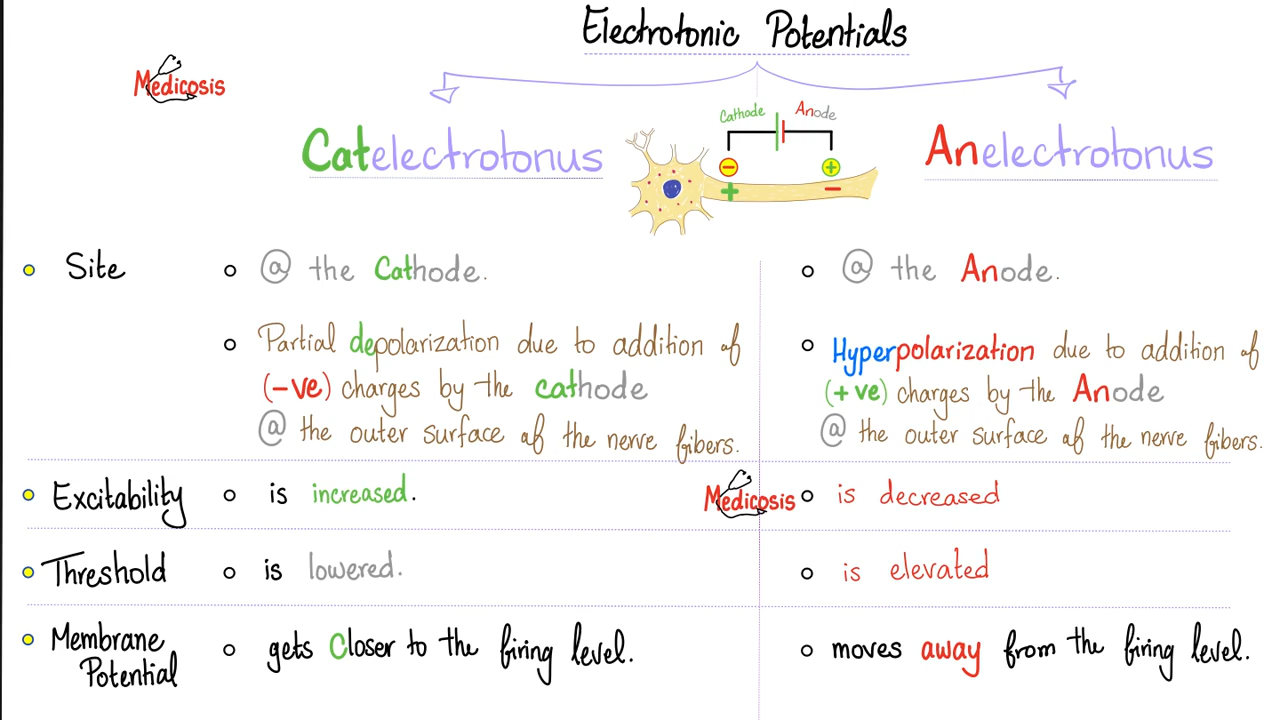 Electrotonic Potentials
Medicosis
Cathode Anode
Catelectrotonus
Anelectrotonus
− +
+ −
Site
@ the Cathode.
@ the Anode.
Partial depolarization due to addition of
(-ve) charges by the cathode
@ the outer surface of the nerve fibers.
Hyperpolarization due to addition of
(+ve) charges by the Anode
@ the outer surface of the nerve fibers.
Excitability
is increased.
Medicosis
is decreased
Threshold
is lowered.
is elevated
Membrane
Potential
gets Closer to the firing level.
moves away from the firing level.